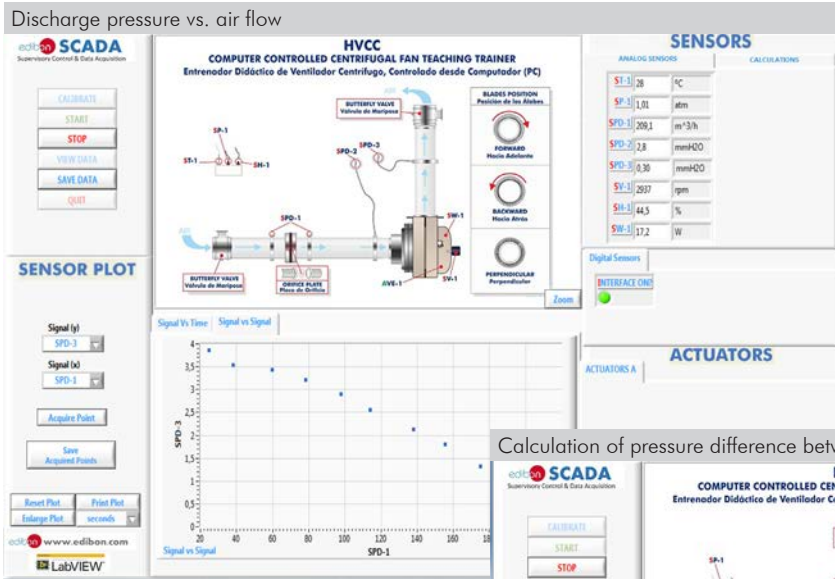 Discharge pressure vs. air flow
edibon SCADA
Supervisory Control & Data Acquisition
CALIBRATE
START
STOP
VIEW DATA
SAVE DATA
QUIT
SENSOR PLOT
Signal (y)
SPD-3
Signal (x)
SPD-1
Acquire Point
Save
Acquired Points
Reset Plot
Print Plot
Enlarge Plot
seconds
edibon www.edibon.com
LabVIEW
HVCC
COMPUTER CONTROLLED CENTRIFUGAL FAN TEACHING TRAINER
Entrenador Didáctico de Ventilador Centrífugo, Controlado desde Computador (PC)
AIR
BUTTERFLY VALVE
Válvula de Mariposa
SP-1
ST-1
SH-1
SPD-2
SPD-3
AIR
SPD-1
SW-1
BUTTERFLY VALVE
Válvula de Mariposa
ORIFICE PLATE
Placa de Orificio
AVE-1
SV-1
BLADES POSITION
Posición de los Álabes
FORWARD
Hacia Adelante
BACKWARD
Hacia Atrás
PERPENDICULAR
Perpendicular
Zoom
Signal Vs Time
Signal vs Signal
4
3,5
3
2,5
2
1,5
1
0,5
0
SPD-3
20 40 60 80 100 120 140 160 18
SPD-1
Signal vs Signal
SENSORS
ANALOG SENSORS
CALCULATIONS
ST-1 28 ºC
SP-1 1,01 atm
SPD-1 209,1 m^3/h
SPD-2 2,8 mmH2O
SPD-3 0,30 mmH2O
SV-1 2937 rpm
SH-1 44,5 %
SW-1 17,2 W
Digital Sensors
INTERFACE ON?
ACTUATORS
ACTUATORS A
Calculation of pressure difference betw
edibon SCADA
Supervisory Control & Data Acquisition
CALIBRATE
START
STOP
COMPUTER CONTROLLED CEN
Entrenador Didáctico de Ventilador C
SP-1